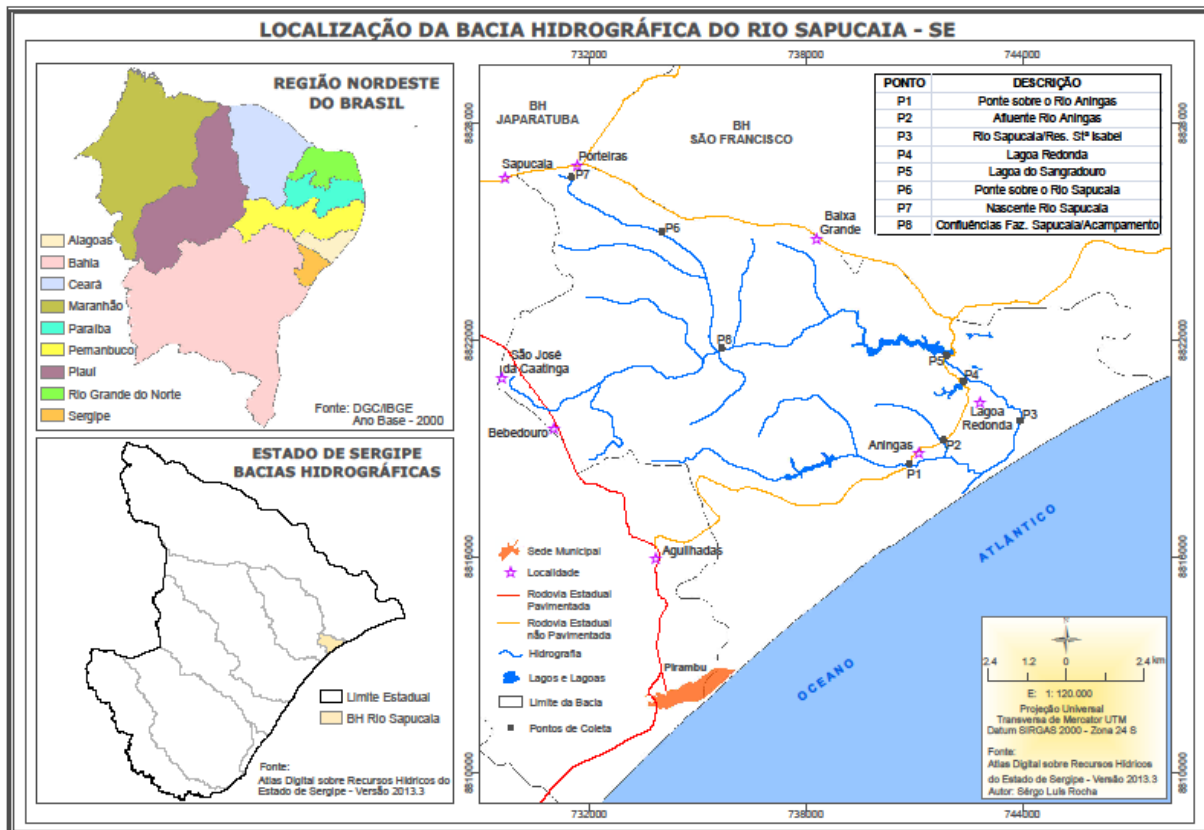 LOCALIZAÇÃO DA BACIA HIDROGRÁFICA DO RIO SAPUCAIA - SE
REGIÃO NORDESTE
DO BRASIL
Alagoas
Bahia
Ceará
Maranhão
Paraíba
Pernambuco
Piauí
Rio Grande do Norte
Sergipe
Fonte: DGC/IBGE
Ano Base - 2000
ESTADO DE SERGIPE
BACIAS HIDROGRÁFICAS
Limite Estadual
BH Rio Sapucaia
Fonte:
Atlas Digital sobre Recursos Hídricos do
Estado de Sergipe - Versão 2013.3
732000
738000
744000
8828000
8822000
8816000
8810000
BH
JAPARATUBA
BH
SÃO FRANCISCO
PONTO DESCRIÇÃO
P1 Ponte sobre o Rio Aningas
P2 Afluente Rio Aningas
P3 Rio Sapucaia/Res. Stª Isabel
P4 Lagoa Redonda
P5 Lagoa do Sangradouro
P6 Ponte sobre o Rio Sapucaia
P7 Nascente Rio Sapucaia
P8 Confluências Faz. Sapucaia/Acampamento
Sapucaia
Porteiras
P7
P6
Baixa
Grande
P8
São José
da Caatinga
P5
P4
Lagoa
Redonda
P3
Bebedouro
Aningas
P2
P1
Agulhadas
ATLÂNTICO
OCEANO
Pirambu
Sede Municipal
Localidade
Rodovia Estadual
Pavimentada
Rodovia Estadual
não Pavimentada
Hidrografia
Lagos e Lagoas
Limite da Bacia
Pontos de Coleta
N
2.4 1.2 0 2.4 km
E: 1: 120.000
Projeção Universal
Transversa de Mercator UTM
Datum SIRGAS 2000 - Zona 24 S
Fonte:
Atlas Digital sobre Recursos Hídricos
do Estado de Sergipe - Versão 2013.3
Autor: Sérgo Luís Rocha
732000
738000
744000
8828000
8822000
8816000
8810000